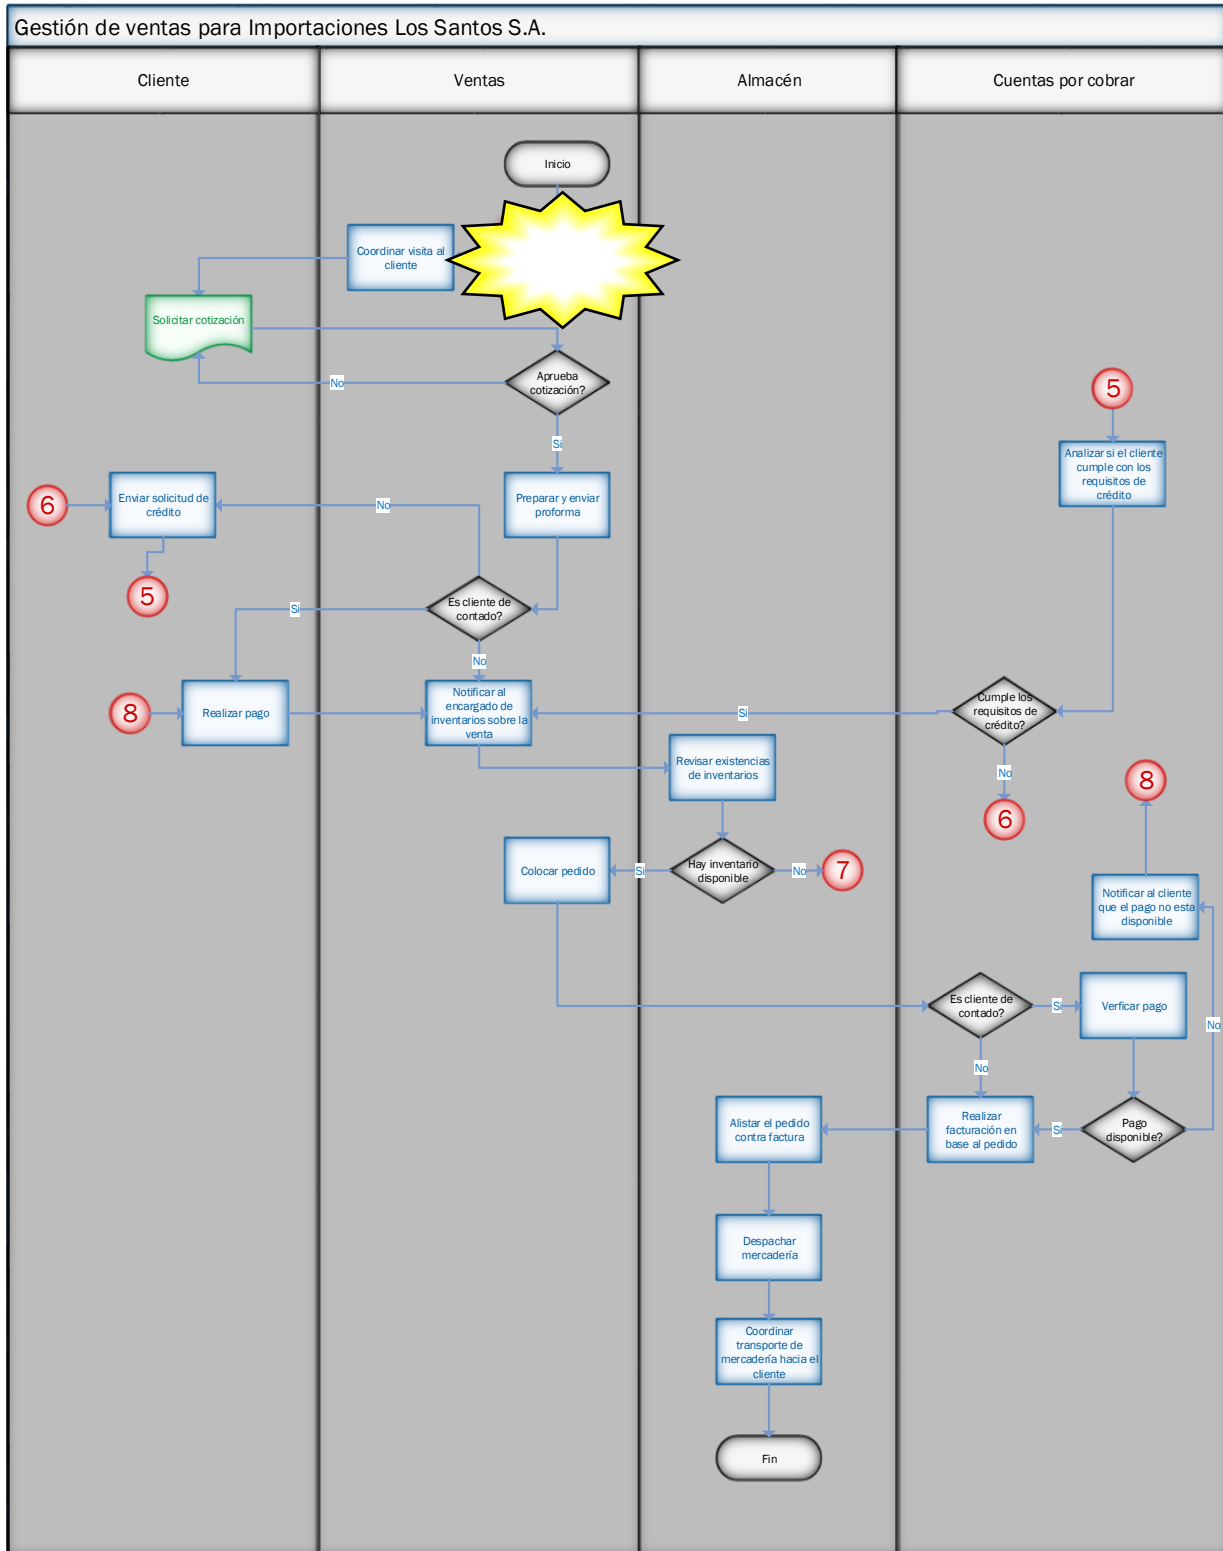 Gestión de ventas para Importaciones Los Santos S.A.
Cliente
Ventas
Almacén
Cuentas por cobrar
Inicio
Coordinar visita al
cliente
Solicitar cotización
Aprueba
cotización?
No
Si
5
Analizar si el cliente
cumple con los
requisitos de
crédito
6
Enviar solicitud de
crédito
No
Preparar y enviar
proforma
5
Es cliente de
contado?
Si
No
8
Realizar pago
Notificar al
encargado de
inventarios sobre la
venta
Si
Cumple los
requisitos de
crédito?
No
6
Revisar existencias
de inventarios
8
Colocar pedido
Si
Hay inventario
disponible
No
7
Notificar al cliente
que el pago no esta
disponible
Es cliente de
contado?
Si
Verficar pago
No
No
Alistar el pedido
contra factura
Realizar
facturación en
base al pedido
Si
Pago
disponible?
Despachar
mercadería
Coordinar
transporte de
mercadería hacia el
cliente
Fin